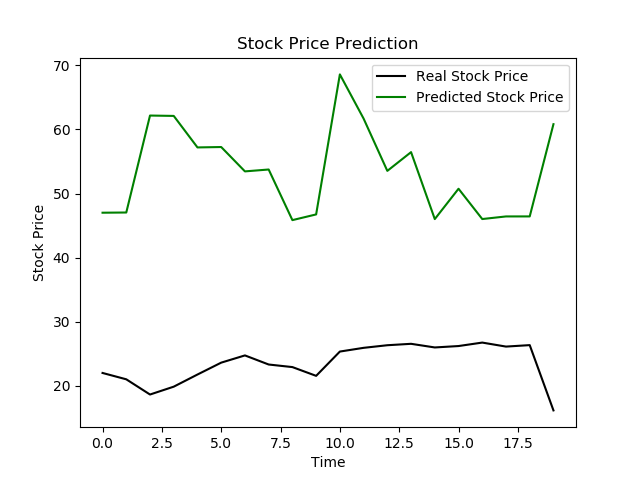 Stock Price Prediction
Real Stock Price
Predicted Stock Price
Stock Price
70
60
50
40
30
20
0.0 2.5 5.0 7.5 10.0 12.5 15.0 17.5
Time